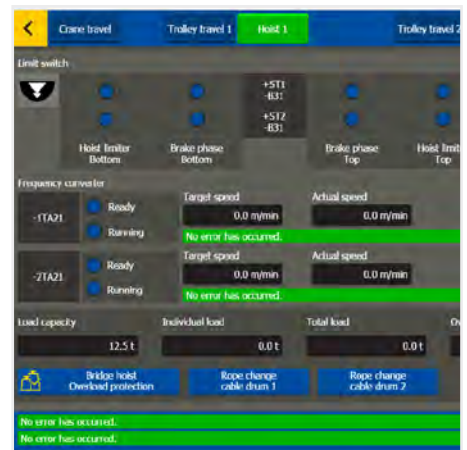 Crane travel Trolley travel 1 Hoist 1 Trolley travel 2
Limit switch
+ST1
-B31
+ST2
-B31
Hoist limiter
Bottom
Brake phase
Bottom
Brake phase
Top
Hoist limit
Top
Frequency converter
-1TA21
Ready
Running
Target speed
0.0 m/min
Actual speed
0.0 m/min
No error has occurred.
-2TA21
Ready
Running
Target speed
0.0 m/min
Actual speed
0.0 m/min
No error has occurred.
Load capacity Individual load Total load Ov
12.5 t 0.0 t 0.0 t
Bridge hoist
Overload protection
Rope change
cable drum 1
Rope change
cable drum 2
No error has occurred.
No error has occurred.